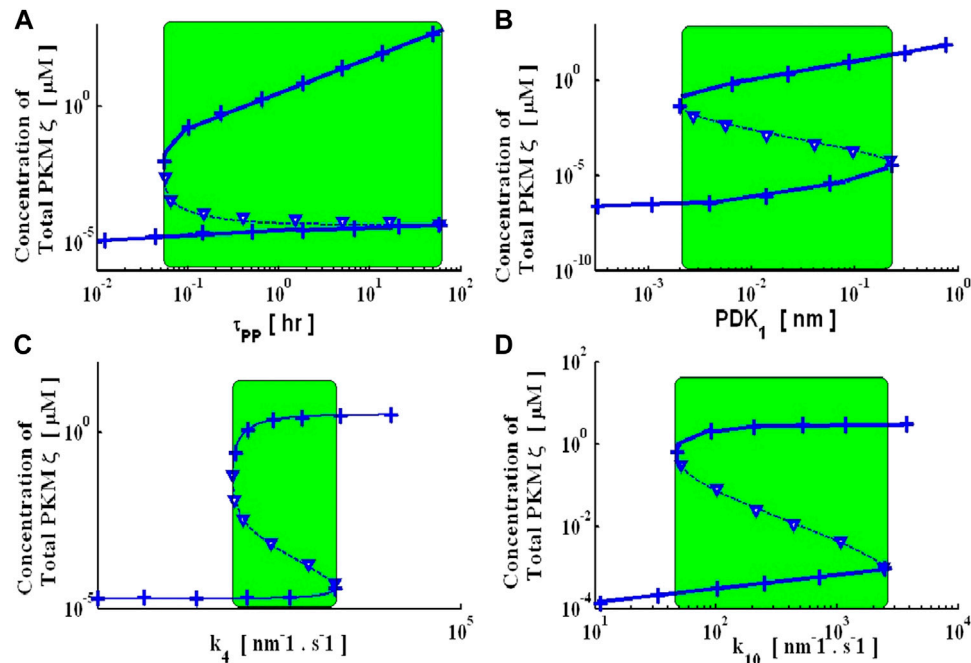 A
Concentration of
Total PKM ζ [ μM ]
10^0
10^-5
10^-2
10^-1
10^0
10^1
10^2
τ_PP [ hr ]
B
Concentration of
Total PKM ζ [ μM ]
10^0
10^-5
10^-10
10^-3
10^-2
10^-1
10^0
PDK_1 [ nm ]
C
Concentration of
Total PKM ζ [ μM ]
10^0
10^-5
10^5
k_4 [ nm^-1 . s^-1 ]
D
Concentration of
Total PKM ζ [ μM ]
10^2
10^0
10^-2
10^-4
10^1
10^2
10^3
10^4
k_10 [ nm^-1 . s^-1 ]